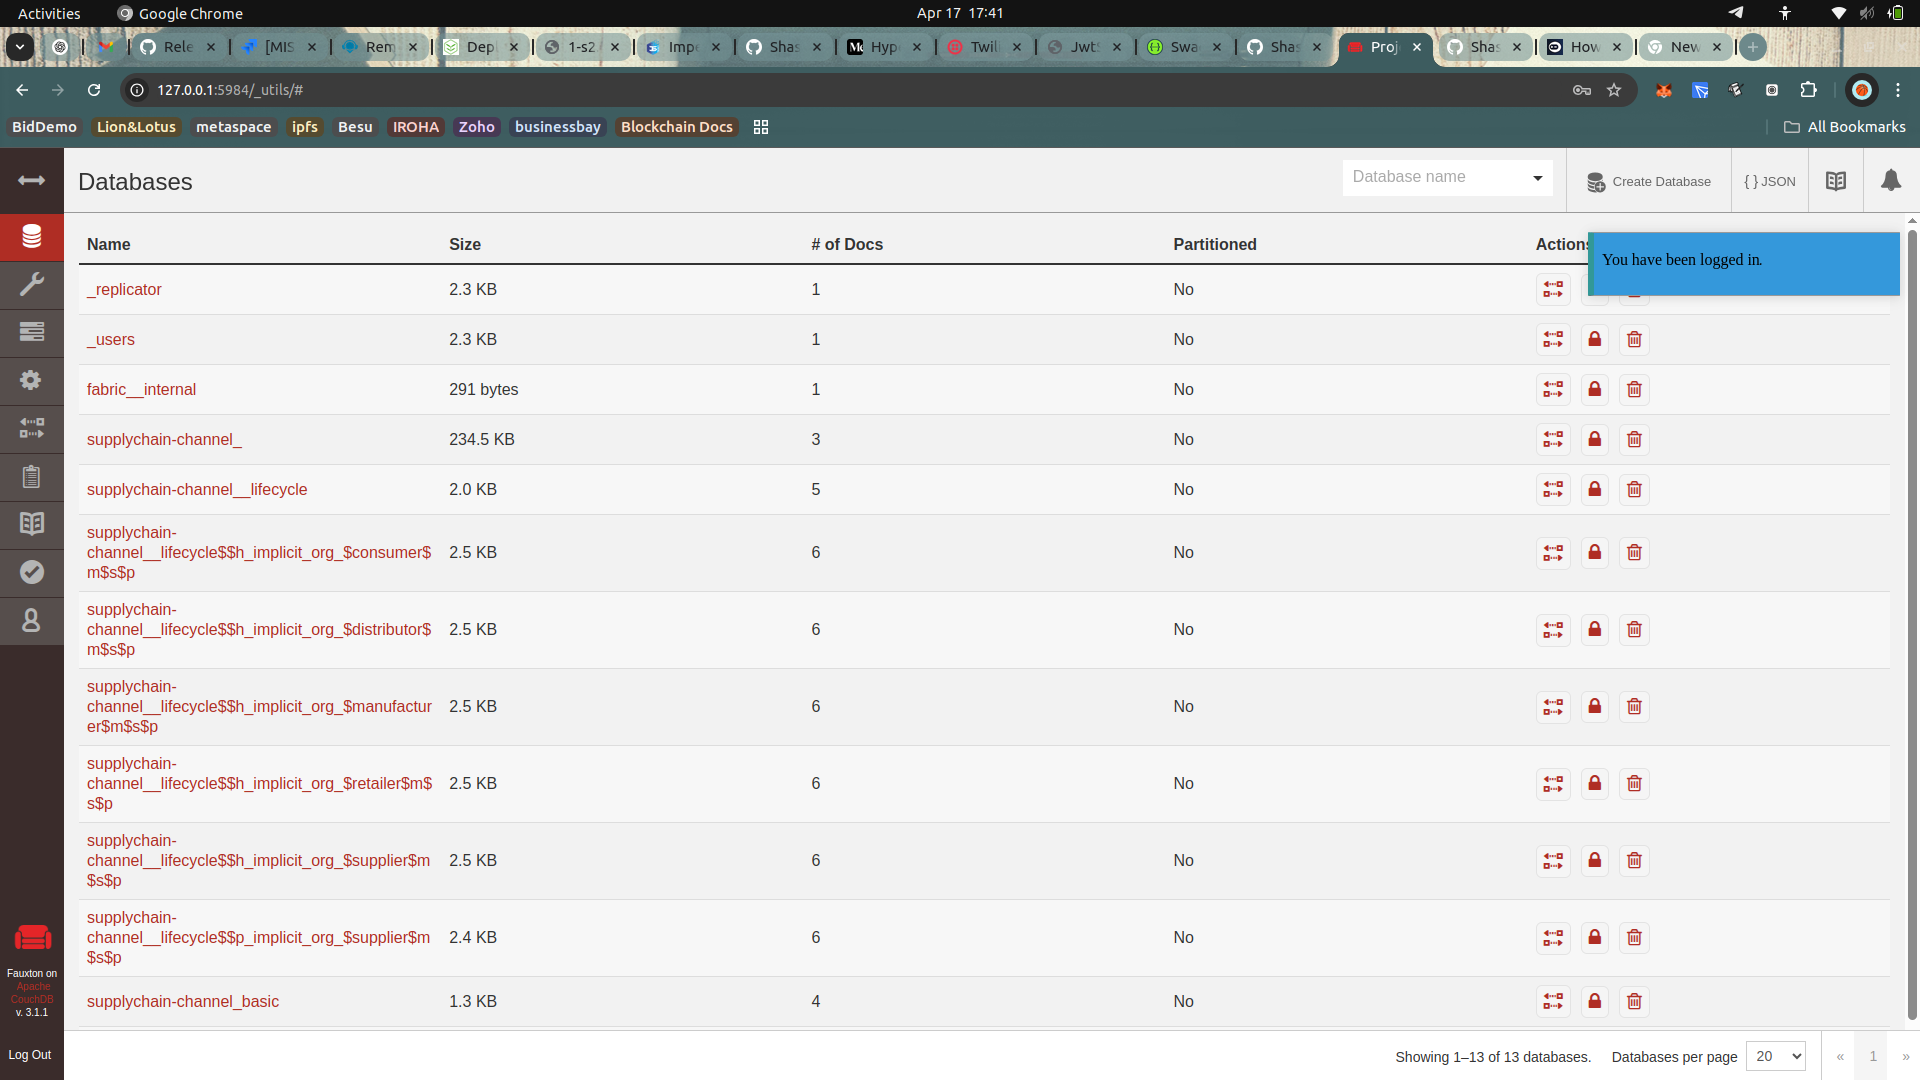 Activities
Google Chrome
Apr 17 17:41
Rele
[MIS
Rem
Depl
1-s2
Impe
Shas
Hype
Twili
Jwt
Swa
Shas
Proj
Shas
How
New
127.0.0.1:5984/_utils/#
BidDemo
Lion&Lotus
metaspace
ipfs
Besu
IROHA
Zoho
businessbay
Blockchain Docs
All Bookmarks
Databases
Database name
Create Database
{ } JSON
Name Size # of Docs Partitioned Actions
You have been logged in.
_replicator 2.3 KB 1 No
_users 2.3 KB 1 No
fabric__internal 291 bytes 1 No
supplychain-channel_ 234.5 KB 3 No
supplychain-channel__lifecycle 2.0 KB 5 No
supplychain-
channel__lifecycle$$h_implicit_org_$consumer$ 2.5 KB 6 No
m$s$p
supplychain-
channel__lifecycle$$h_implicit_org_$distributor$ 2.5 KB 6 No
m$s$p
supplychain-
channel__lifecycle$$h_implicit_org_$manufactur 2.5 KB 6 No
er$m$s$p
supplychain-
channel__lifecycle$$h_implicit_org_$retailer$m$ 2.5 KB 6 No
s$p
supplychain-
channel__lifecycle$$h_implicit_org_$supplier$m 2.5 KB 6 No
$s$p
supplychain-
channel__lifecycle$$p_implicit_org_$supplier$m 2.4 KB 6 No
$s$p
supplychain-channel_basic 1.3 KB 4 No
Fauxton on
Apache
CouchDB
v. 3.1.1
Log Out
Showing 1–13 of 13 databases.
Databases per page
20
«
1
»